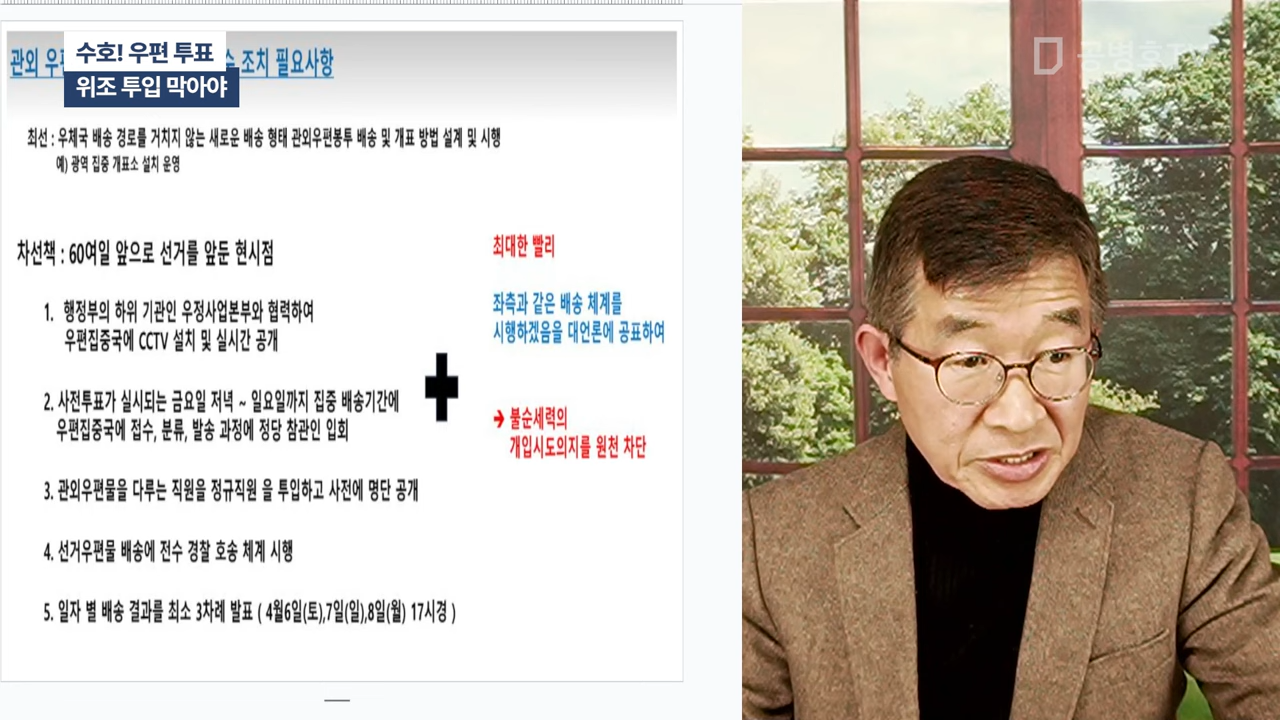 수호! 우편 투표
위조 투입 막아야
관외 우편 조치 필요사항
공병호TV
최선 : 우체국 배송 경로를 거치지 않는 새로운 배송 형태 관외우편봉투 배송 및 개표 방법 설계 및 시행
예) 광역 집중 개표소 설치 운영
차선책 : 60여일 앞으로 선거를 앞둔 현시점
1. 행정부의 하위 기관인 우정사업본부와 협력하여
우편집중국에 CCTV 설치 및 실시간 공개
2. 사전투표가 실시되는 금요일 저녁 ~ 일요일까지 집중 배송기간에
우편집중국에 접수, 분류, 발송 과정에 정당 참관인 입회
3. 관외우편물을 다루는 직원을 정규직원 을 투입하고 사전에 명단 공개
4. 선거우편물 배송에 전수 경찰 호송 체계 시행
5. 일자 별 배송 결과를 최소 3차례 발표 ( 4월6일(토),7일(일),8일(월) 17시경 )
최대한 빨리
좌측과 같은 배송 체계를
시행하겠음을 대언론에 공표하여
➔ 불순세력의
개입시도의지를 원천 차단